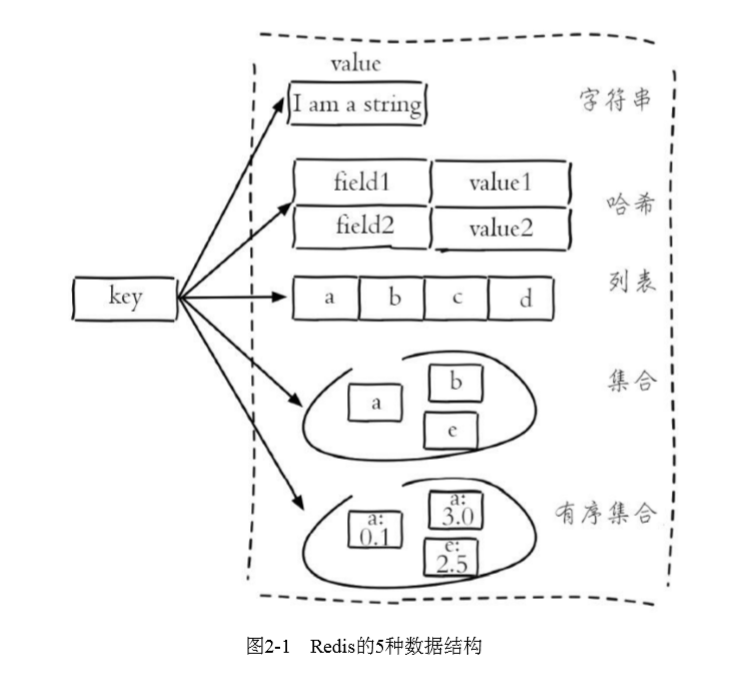 value
I am a string
字符串
field1 value1
field2 value2
哈希
key
a b c d
列表
a
b
e
集合
a:
0.1
a:
3.0
e:
2.5
有序集合
图2-1 Redis的5种数据结构